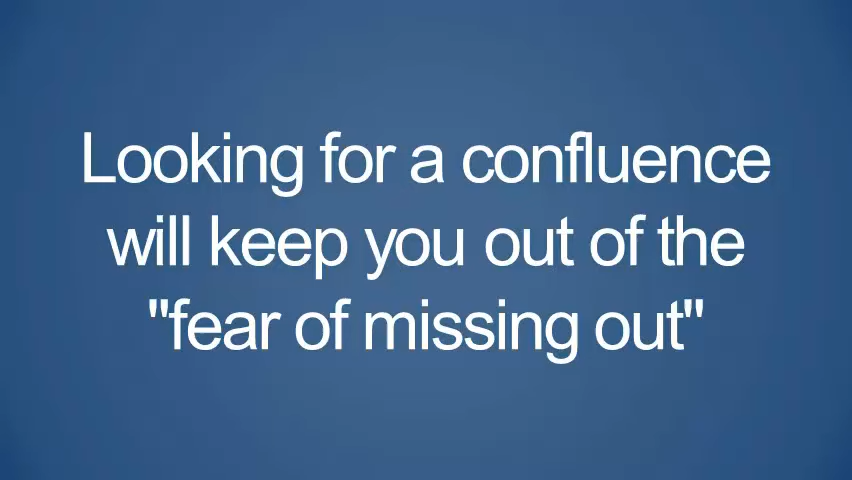 Looking for a confluence
will keep you out of the
"fear of missing out"